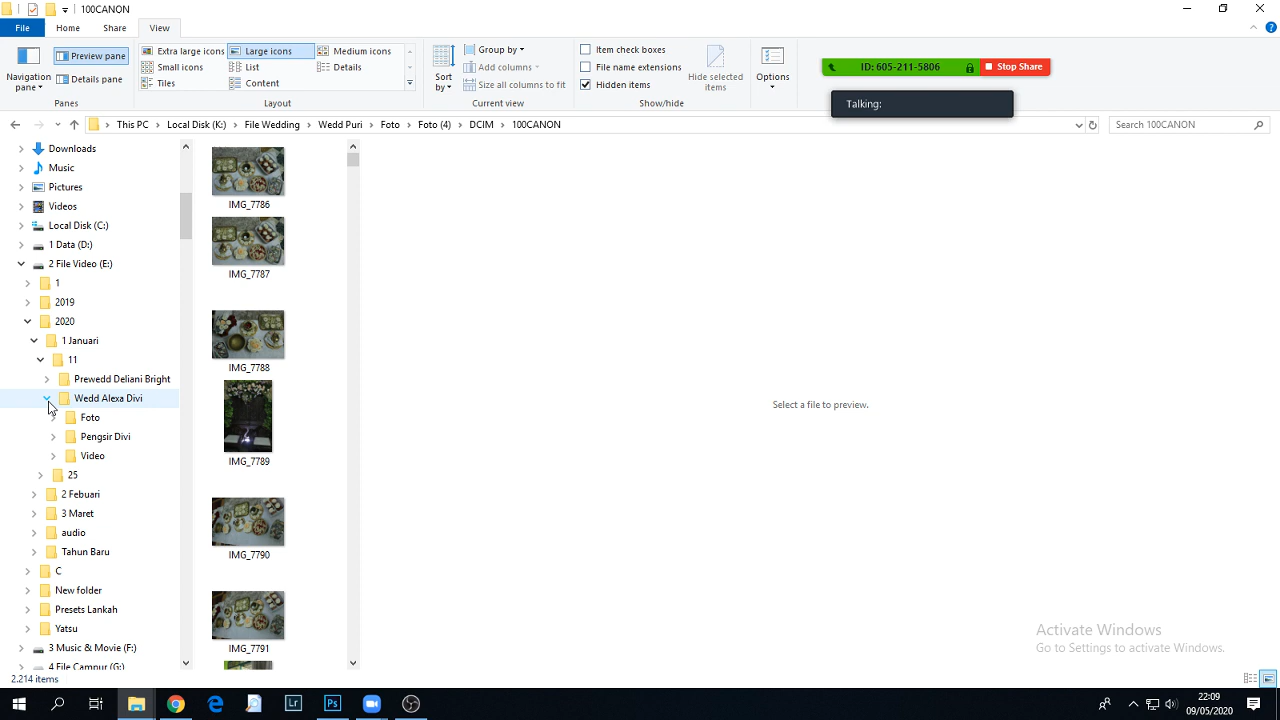 100CANON
File Home Share View
Preview pane
Details pane
Navigation pane
Panes
Extra large icons Large icons Medium icons
Small icons List Details
Tiles Content
Layout
Sort by
Group by
Add columns
Size all columns to fit
Current view
Item check boxes
File name extensions
Hidden items
Hide selected items
Show/hide
Options
ID: 605-211-5806 Stop Share
Talking:
This PC Local Disk (K:) File Wedding Wedd Puri Foto Foto (4) DCIM 100CANON
Search 100CANON
Downloads
Music
Pictures
Videos
Local Disk (C:)
1 Data (D:)
2 File Video (E:)
1
2019
2020
1 Januari
11
Prewedd Deliani Bright
Wedd Alexa Divi
Foto
Pengsir Divi
Video
25
2 Febuari
3 Maret
audio
Tahun Baru
C
New folder
Presets Lankah
Yatsu
3 Music & Movie (F:)
4 File Campur (G:)
IMG_7786
IMG_7787
IMG_7788
IMG_7789
IMG_7790
IMG_7791
Select a file to preview.
Activate Windows
Go to Settings to activate Windows.
2.214 items
Lr
Ps
22:09
09/05/2020